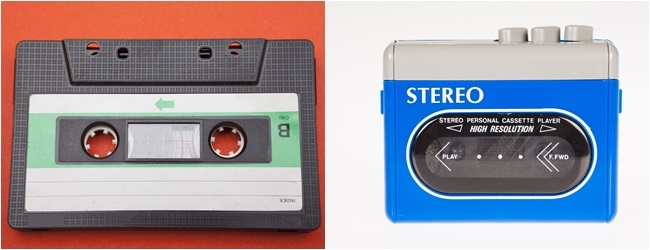 B
INDEX
STEREO
STEREO PERSONAL CASSETTE PLAYER
HIGH RESOLUTION
PLAY
F.FWD